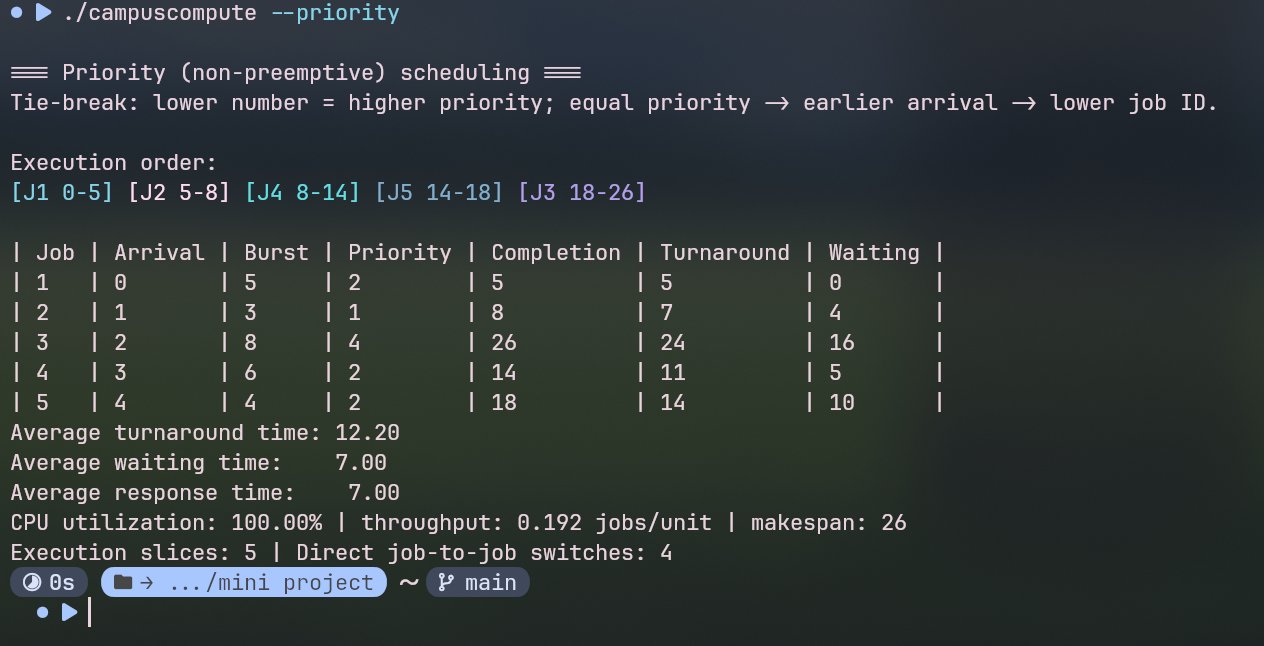 ./campuscompute --priority
=== Priority (non-preemptive) scheduling ===
Tie-break: lower number = higher priority; equal priority -> earlier arrival -> lower job ID.
Execution order:
[J1 0-5] [J2 5-8] [J4 8-14] [J5 14-18] [J3 18-26]
| Job | Arrival | Burst | Priority | Completion | Turnaround | Waiting |
| 1 | 0 | 5 | 2 | 5 | 5 | 0 |
| 2 | 1 | 3 | 1 | 8 | 7 | 4 |
| 3 | 2 | 8 | 4 | 26 | 24 | 16 |
| 4 | 3 | 6 | 2 | 14 | 11 | 5 |
| 5 | 4 | 4 | 2 | 18 | 14 | 10 |
Average turnaround time: 12.20
Average waiting time: 7.00
Average response time: 7.00
CPU utilization: 100.00% | throughput: 0.192 jobs/unit | makespan: 26
Execution slices: 5 | Direct job-to-job switches: 4
0s → .../mini project ~ main